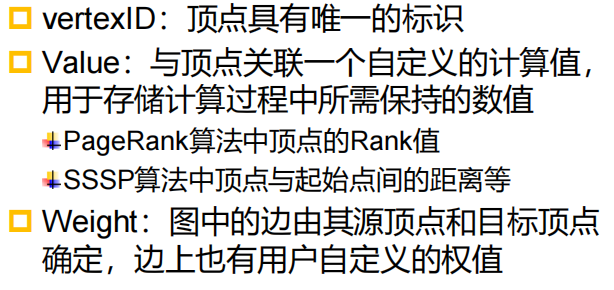 vertexID：顶点具有唯一的标识
Value：与顶点关联一个自定义的计算值，
用于存储计算过程中所需保持的数值
PageRank算法中顶点的Rank值
SSSP算法中顶点与起始点间的距离等
Weight：图中的边由其源顶点和目标顶点
确定，边上也有用户自定义的权值